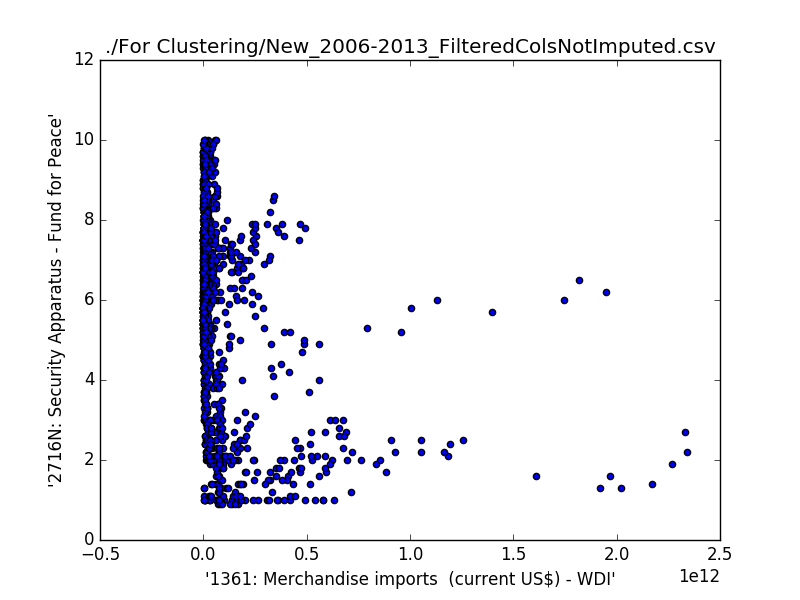 ./For Clustering/New_2006-2013_FilteredColsNotImputed.csv
12
10
8
6
4
2
0
'2716N: Security Apparatus - Fund for Peace'
−0.5 0.0 0.5 1.0 1.5 2.0 2.5
1e12
'1361: Merchandise imports  (current US$) - WDI'